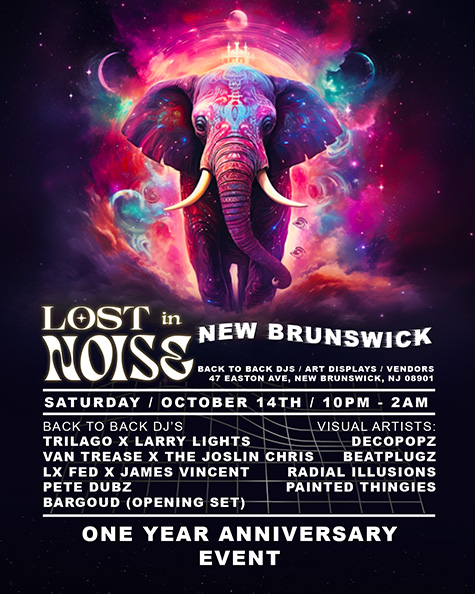 LOST in
NOISE
NEW BRUNSWICK
BACK TO BACK DJS / ART DISPLAYS / VENDORS
47 EASTON AVE, NEW BRUNSWICK, NJ 08901
SATURDAY / OCTOBER 14TH / 10PM - 2AM
BACK TO BACK DJ'S
TRILAGO X LARRY LIGHTS
VAN TREASE X THE JOSLIN CHRIS
LX FED X JAMES VINCENT
PETE DUBZ
BARGOUD (OPENING SET)
VISUAL ARTISTS:
DECOPOPZ
BEATPLUGZ
RADIAL ILLUSIONS
PAINTED THINGIES
ONE YEAR ANNIVERSARY
EVENT